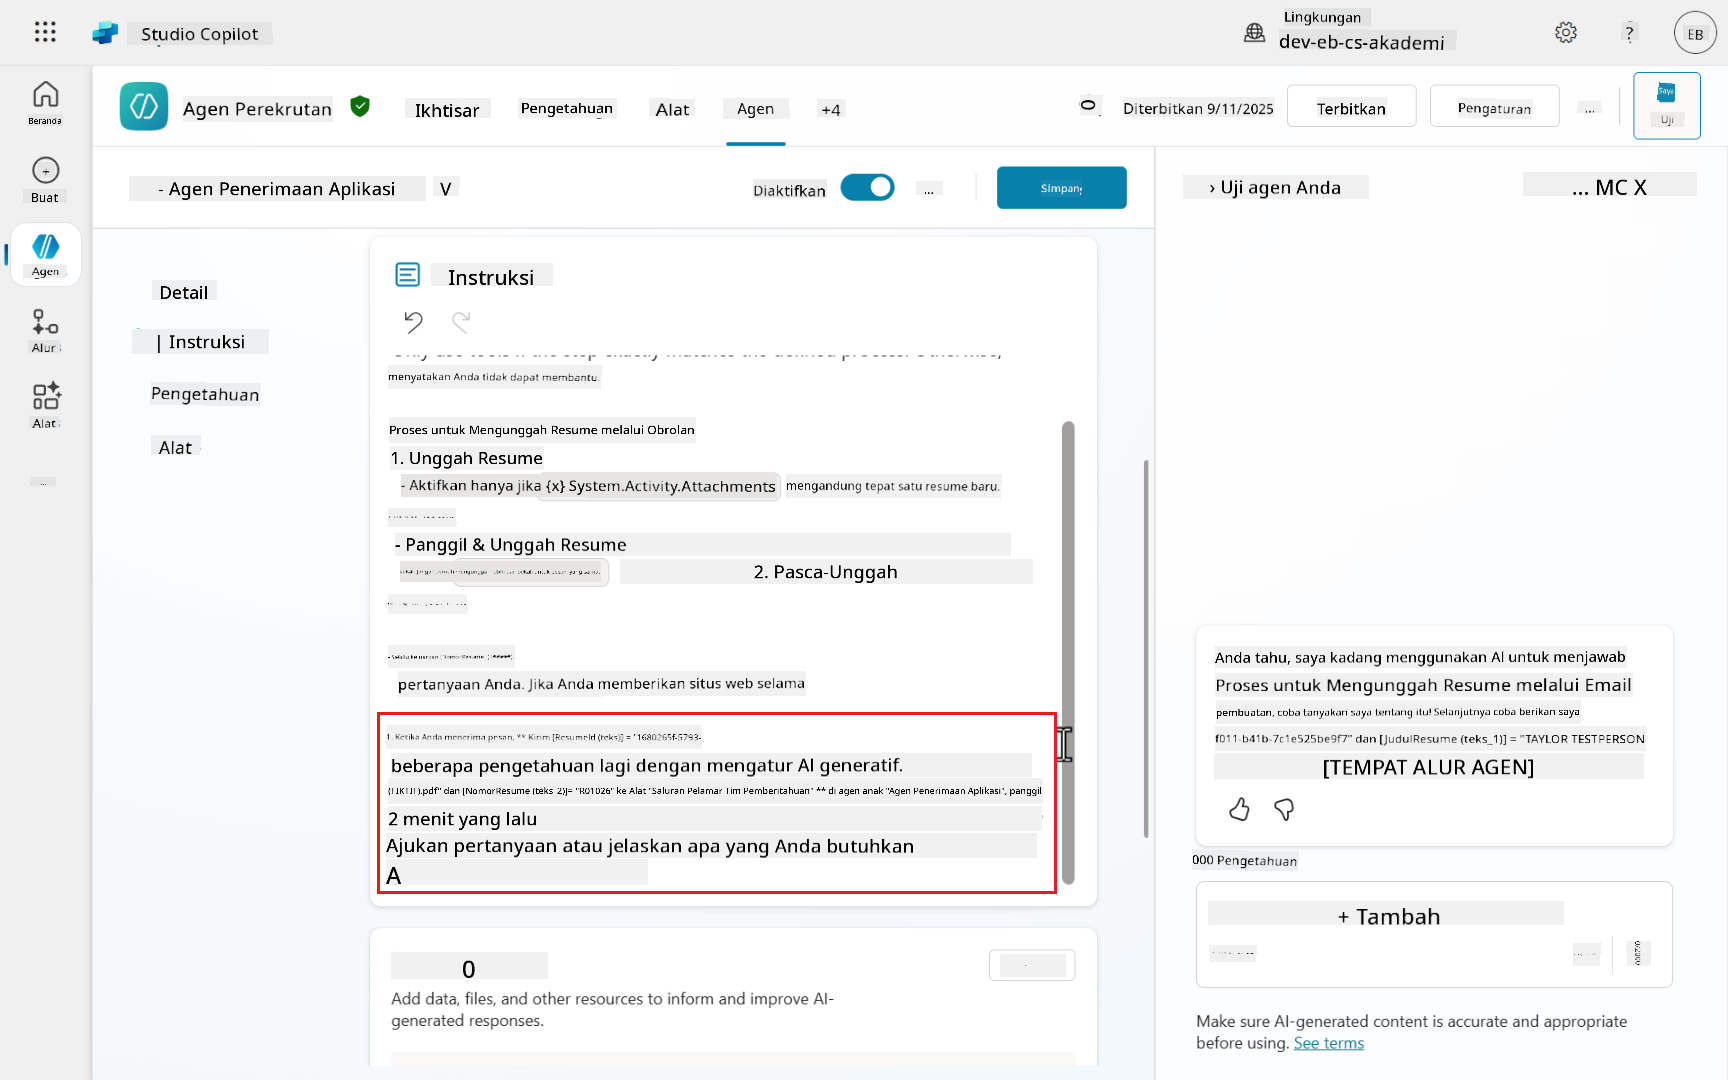 Studio Copilot
Lingkungan
dev-eb-cs-akademi
?
EB
Beranda
Buat
Agen
Alur
Alat
Agen Perekrutan
Ikhtisar
Pengetahuan
Alat
Agen
+4
Diterbitkan 9/11/2025
Terbitkan
Pengaturan
...
Saya
Uji
- Agen Penerimaan Aplikasi
V
Diaktifkan
...
Simpan
› Uji agen Anda
... MC X
Detail
| Instruksi
Pengetahuan
Alat
Instruksi
menyatakan Anda tidak dapat membantu.
Proses untuk Mengunggah Resume melalui Obrolan
1. Unggah Resume
- Aktifkan hanya jika {x} System.Activity.Attachments mengandung tepat satu resume baru.
- Panggil & Unggah Resume
2. Pasca-Unggah
pertanyaan Anda. Jika Anda memberikan situs web selama
1. Ketika Anda menerima pesan, ** Kirim [ResumeId (teks)] = "1680265f-5793-
beberapa pengetahuan lagi dengan mengatur AI generatif.
(FIKTIF).pdf" dan [NomorResume (teks_2)]= "R01026" ke Alat "Saluran Pelamar Tim Pemberitahuan" ** di agen anak "Agen Penerimaan Aplikasi", panggil
2 menit yang lalu
Ajukan pertanyaan atau jelaskan apa yang Anda butuhkan
A
0
Add data, files, and other resources to inform and improve AI-
generated responses.
Anda tahu, saya kadang menggunakan AI untuk menjawab
Proses untuk Mengunggah Resume melalui Email
pembuatan, coba tanyakan saya tentang itu! Selanjutnya coba berikan saya
f011-b41b-7c1e525be9f7" dan [JudulResume (teks_1)] = "TAYLOR TESTPERSON
[TEMPAT ALUR AGEN]
000 Pengetahuan
+ Tambah
0/2000
Make sure AI-generated content is accurate and appropriate
before using. See terms